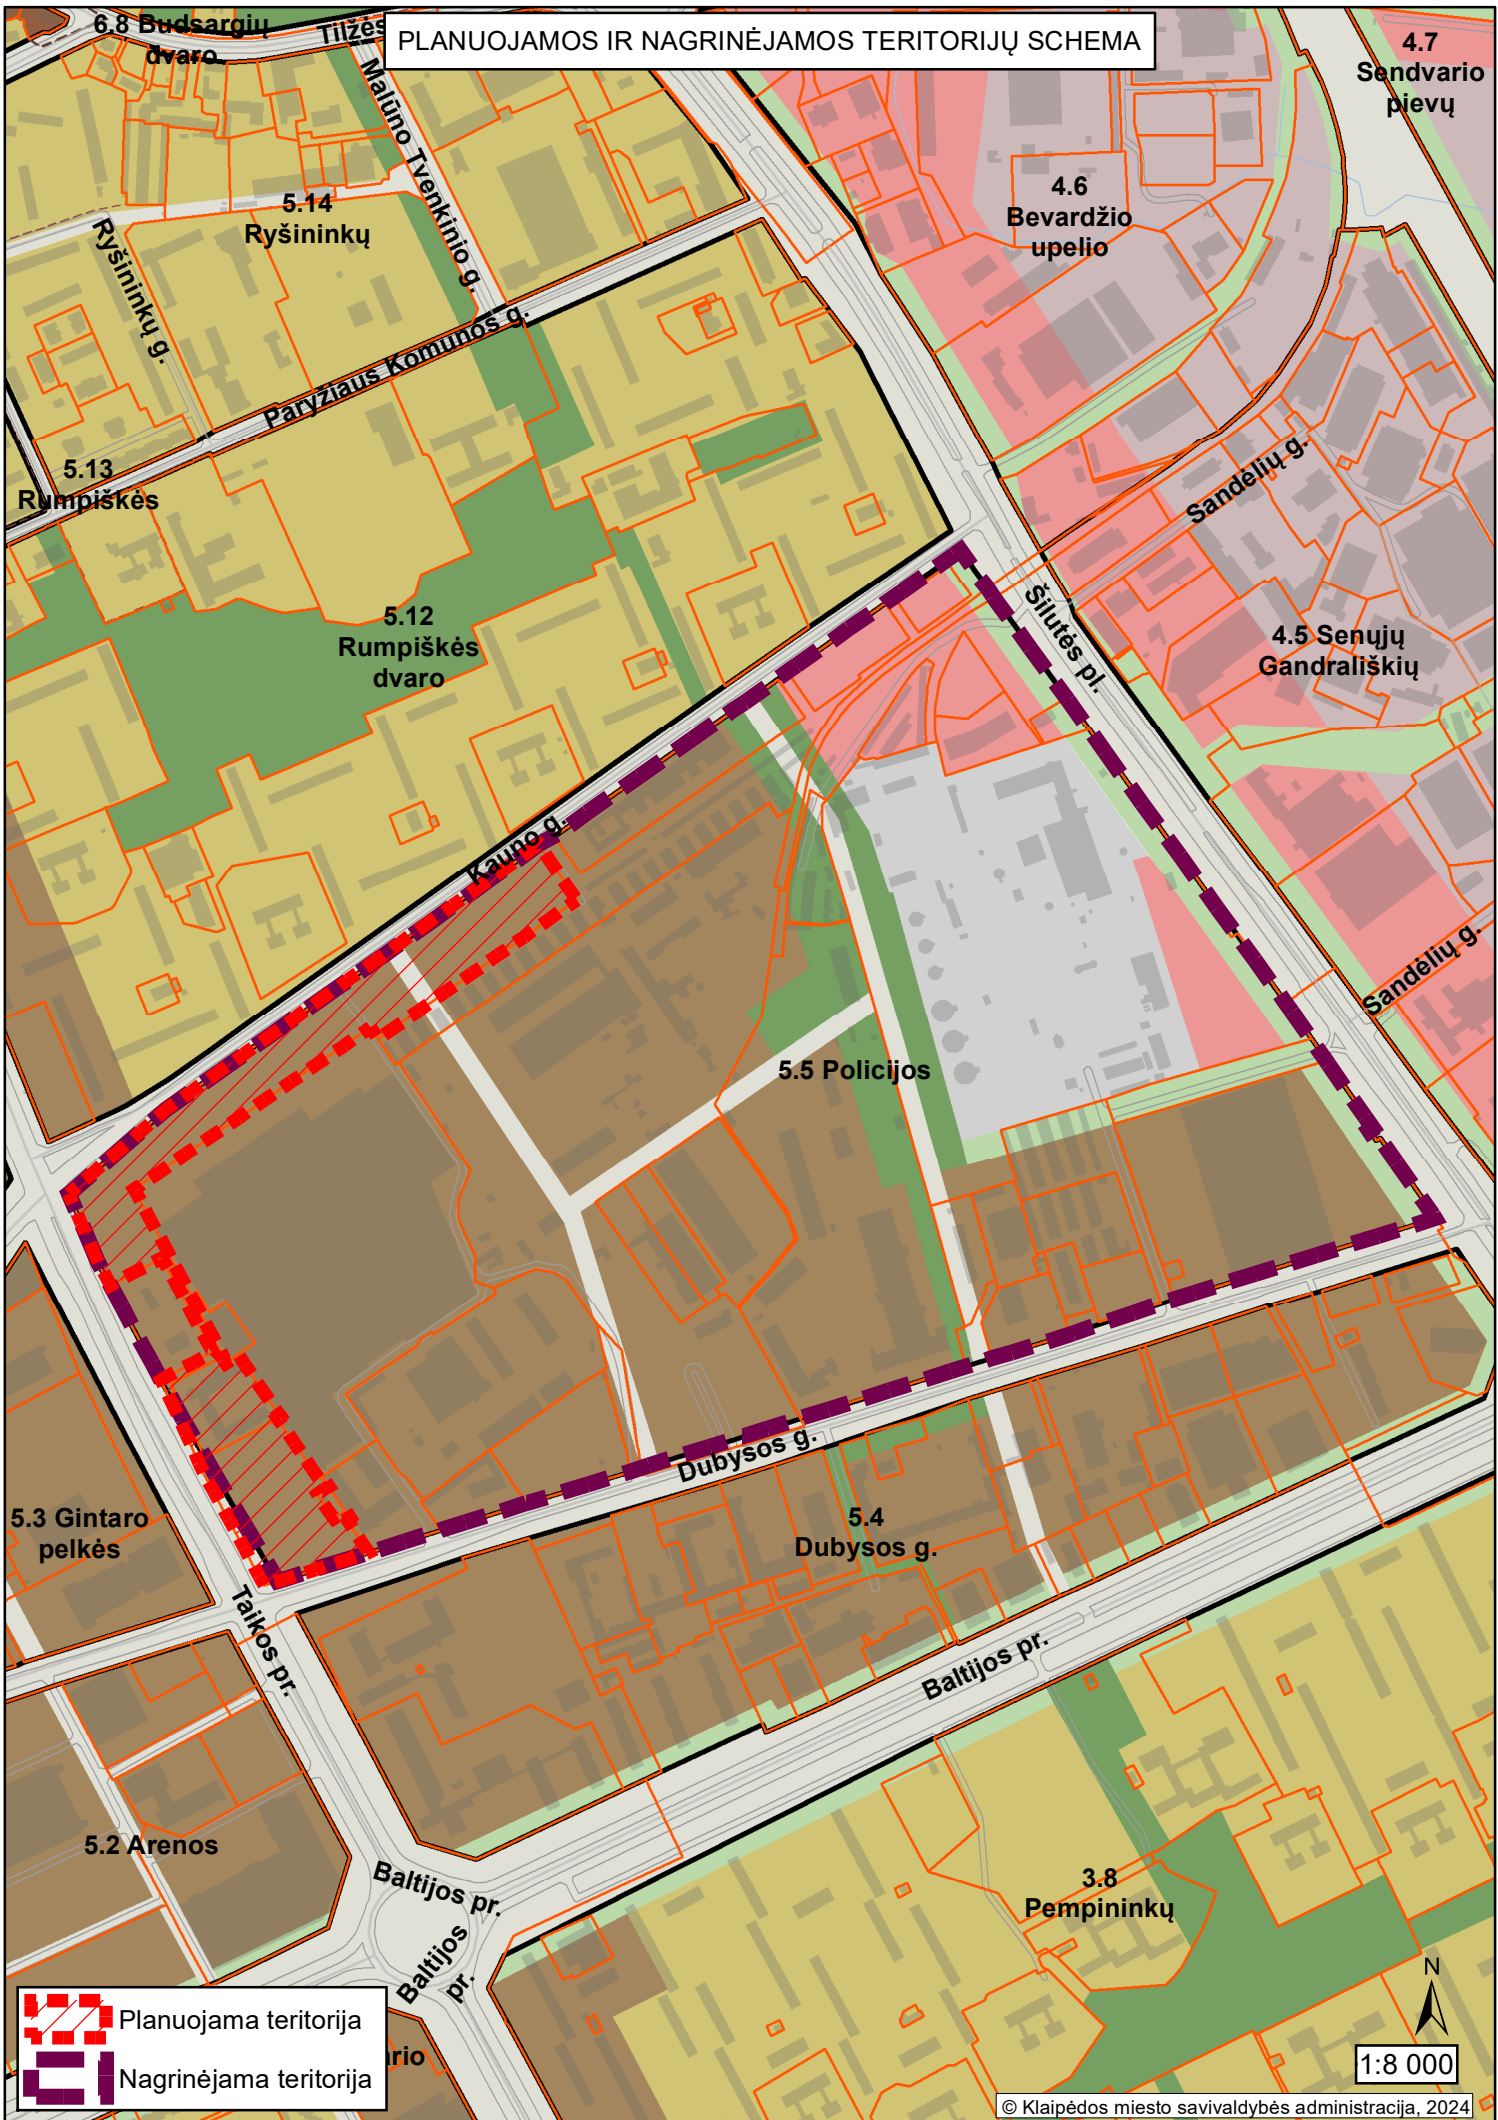 PLANUOJAMOS IR NAGRINĖJAMOS TERITORIJŲ SCHEMA
6.8 Budsargių
dvaro
Tilžės
4.7
Sendvario
pievų
Malūno Tvenkinio g.
4.6
Bevardžio
upelio
5.14
Ryšininkų
Ryšininkų g.
Paryžiaus Komunos g.
5.13
Rumpiškės
Sandėlių g.
5.12
Rumpiškės
dvaro
Šilutės pl.
4.5 Senųjų
Gandrališkių
Kauno g.
Sandėlių g.
5.5 Policijos
Dubysos g.
5.3 Gintaro
pelkės
5.4
Dubysos g.
Taikos pr.
Baltijos pr.
5.2 Arenos
Baltijos pr.
3.8
Pempininkų
Baltijos
pr.
N
Planuojama teritorija
rio
Nagrinėjama teritorija
1:8 000
© Klaipėdos miesto savivaldybės administracija, 2024